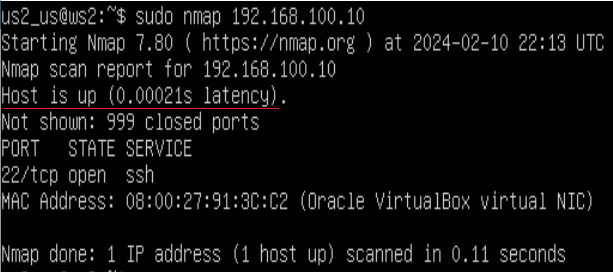 us2_us@ws2:~$ sudo nmap 192.168.100.10
Starting Nmap 7.80 ( https://nmap.org ) at 2024-02-10 22:13 UTC
Nmap scan report for 192.168.100.10
Host is up (0.00021s latency).
Not shown: 999 closed ports
PORT   STATE SERVICE
22/tcp open  ssh
MAC Address: 08:00:27:91:3C:C2 (Oracle VirtualBox virtual NIC)
Nmap done: 1 IP address (1 host up) scanned in 0.11 seconds